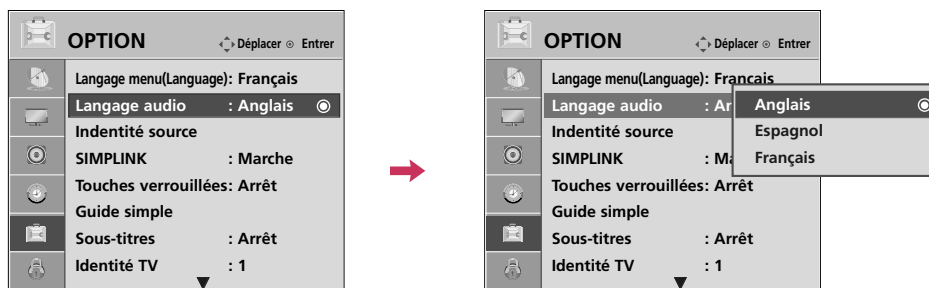 OPTION Déplacer Entrer
Langage menu(Language): Français
Langage audio : Anglais
Indentité source
SIMPLINK : Marche
Touches verrouillées: Arrêt
Guide simple
Sous-titres : Arrêt
Identité TV : 1
OPTION Déplacer Entrer
Langage menu(Language): Français
Langage audio
Indentité source
SIMPLINK
Touches verrouillées: Arrêt
Guide simple
Sous-titres : Arrêt
Identité TV : 1
Anglais
Espagnol
Français